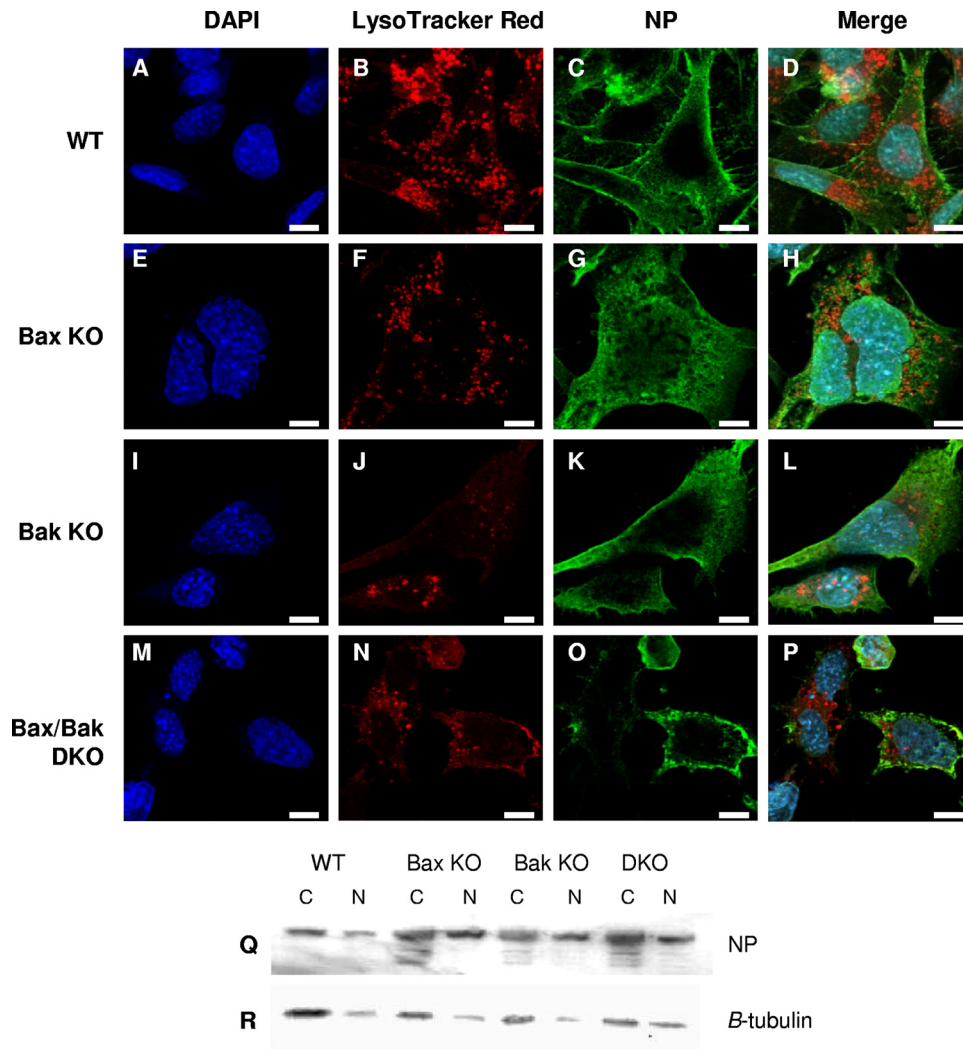 DAPI LysoTracker Red NP Merge
WT A B C D
Bax KO E F G H
Bak KO I J K L
Bax/Bak DKO M N O P
WT Bax KO Bak KO DKO
C N C N C N C N
Q NP
R B-tubulin